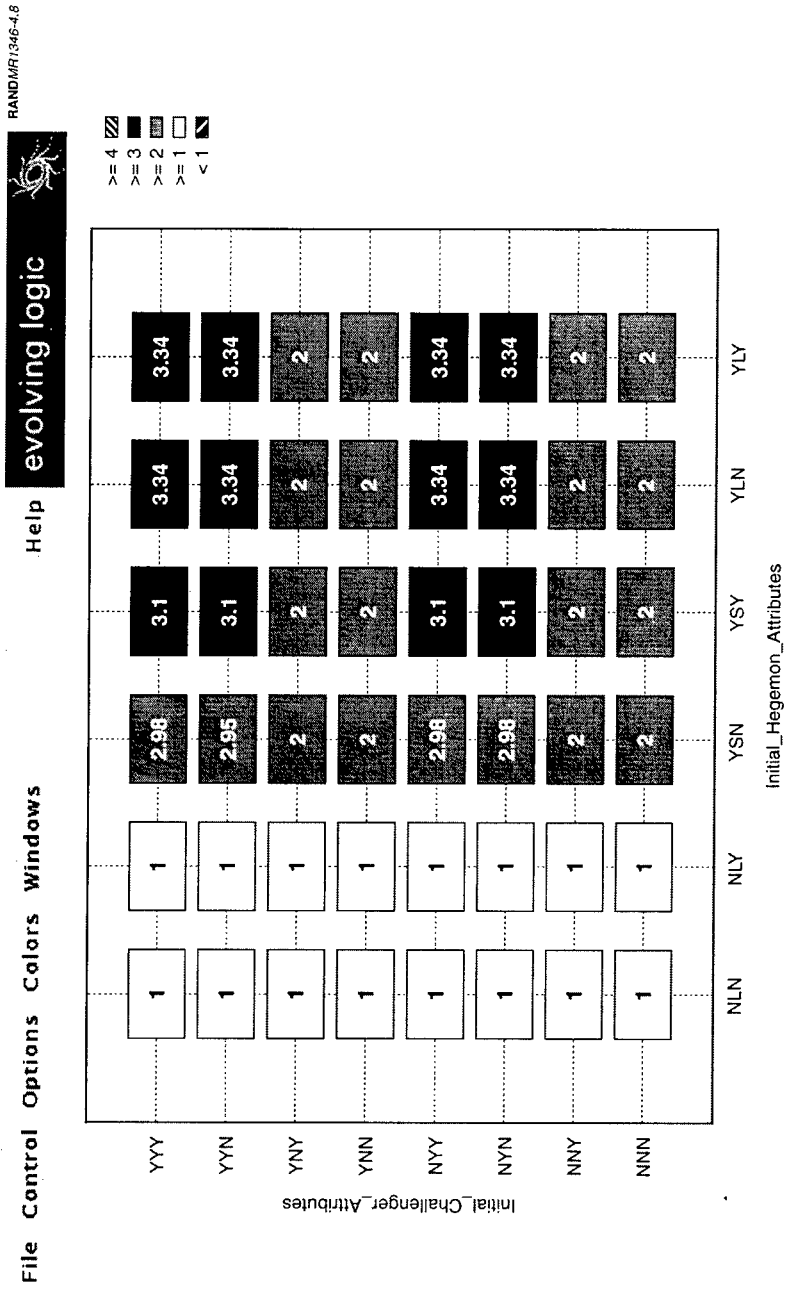 RANDMR1346-4.8
File Control Options Colors Windows Help evolving logic
>= 4
>= 3
>= 2
>= 1
< 1
Initial_Challenger_Attributes
YYY 1 1 2.98 3.1 3.34 3.34
YYN 1 1 2.95 3.1 3.34 3.34
YNY 1 1 2 2 2 2
YNN 1 1 2 2 2 2
NYY 1 1 2.98 3.1 3.34 3.34
NYN 1 1 2.98 3.1 3.34 3.34
NNY 1 1 2 2 2 2
NNN 1 1 2 2 2 2
NLN NLY YSN YSY YLN YLY
Initial_Hegemon_Attributes